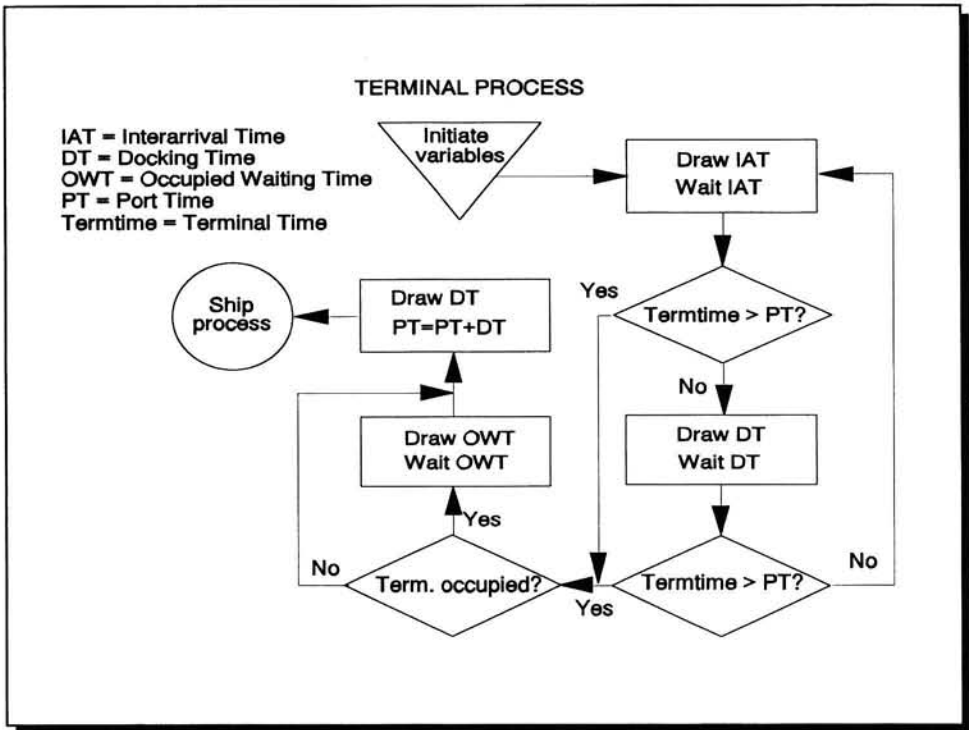 TERMINAL PROCESS
IAT = Interarrival Time
DT = Docking Time
OWT = Occupied Waiting Time
PT = Port Time
Termtime = Terminal Time
Initiate
variables
Draw IAT
Wait IAT
Termtime > PT?
Yes
No
Draw DT
Wait DT
Termtime > PT?
No
Yes
Term. occupied?
Yes
No
Draw OWT
Wait OWT
Draw DT
PT=PT+DT
Ship
process